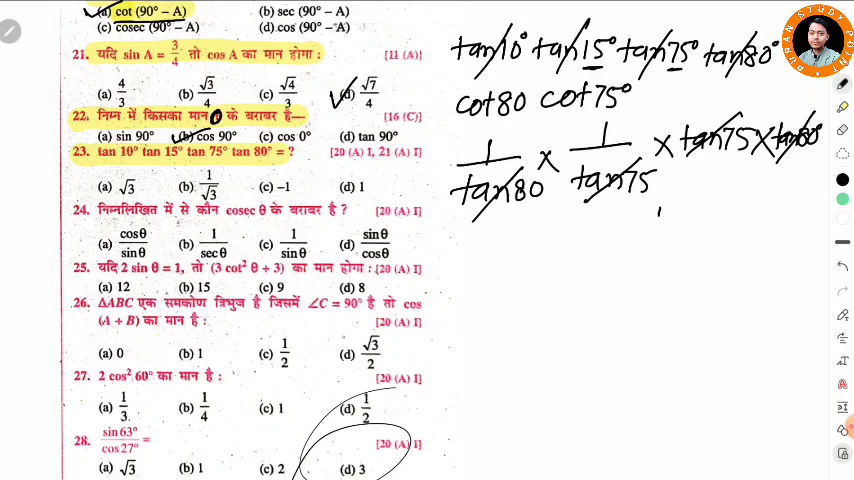 (a) cot (90° – A) (b) sec (90° – A)
(c) cosec (90° – A) (d) cos (90° – A)
21. यदि sin A = 3/4 तो cos A का मान होगा : [11 (A)]
(a) 4/3 (b) √3/4 (c) √4/3 (d) √7/4
22. निम्न में किसका मान 0 के बराबर है— [16 (C)]
(a) sin 90° (b) cos 90° (c) cos 0° (d) tan 90°
23. tan 10° tan 15° tan 75° tan 80° = ? [20 (A) I, 21 (A) I]
(a) √3 (b) 1/√3 (c) –1 (d) 1
24. निम्नलिखित में से कौन cosec θ के बराबर है ? [20 (A) I]
(a) cosθ/sinθ (b) 1/secθ (c) 1/sinθ (d) sinθ/cosθ
25. यदि 2 sin θ = 1, तो (3 cot² θ + 3) का मान होगा : [20 (A) I]
(a) 12 (b) 15 (c) 9 (d) 8
26. ΔABC एक समकोण त्रिभुज है जिसमें ∠C = 90° है तो cos
(A + B) का मान है : [20 (A) I]
(a) 0 (b) 1 (c) 1/2 (d) √3/2
27. 2 cos² 60° का मान है : [20 (A) I]
(a) 1/3 (b) 1/4 (c) 1 (d) 1/2
28. sin 63°/cos 27° = [20 (A) I]
(a) √3 (b) 1 (c) 2 (d) 3
tan10° tan15° tan75° tan80°
cot80 cot75°
1/tan80 × 1/tan75 × tan75 × tan80°
PURAN STUDY POINT